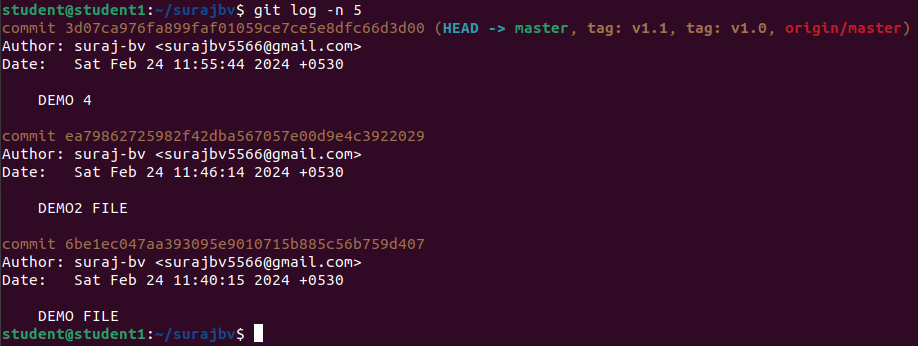 student@student1:~/surajbv$ git log -n 5
commit 3d07ca976fa899faf01059ce7ce5e8dfc66d3d00 (HEAD -> master, tag: v1.1, tag: v1.0, origin/master)
Author: suraj-bv <surajbv5566@gmail.com>
Date:   Sat Feb 24 11:55:44 2024 +0530
    DEMO 4
commit ea79862725982f42dba567057e00d9e4c3922029
Author: suraj-bv <surajbv5566@gmail.com>
Date:   Sat Feb 24 11:46:14 2024 +0530
    DEMO2 FILE
commit 6be1ec047aa393095e9010715b885c56b759d407
Author: suraj-bv <surajbv5566@gmail.com>
Date:   Sat Feb 24 11:40:15 2024 +0530
    DEMO FILE
student@student1:~/surajbv$